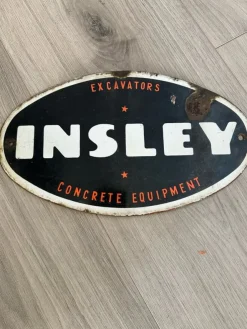 EXCAVATORS
INSLEY
CONCRETE EQUIPMENT